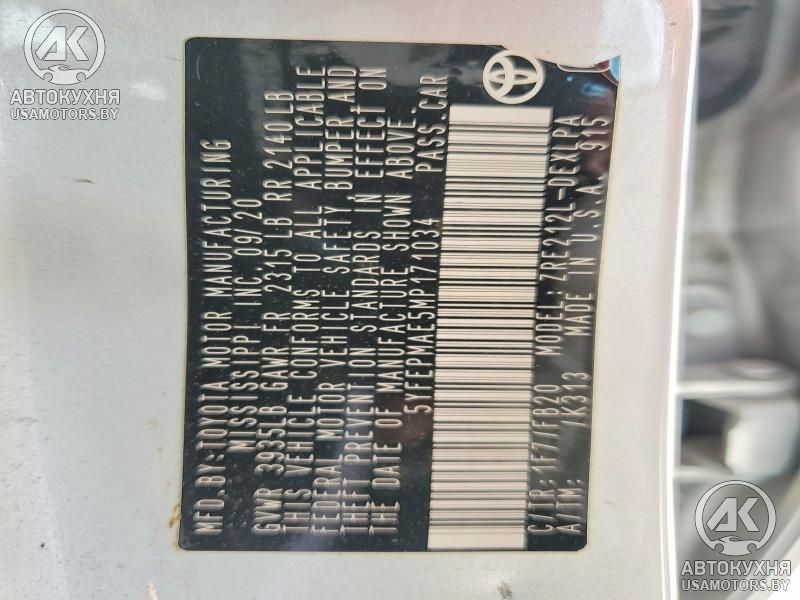 AK
АВТОКУХНЯ
USAMOTORS.BY
MFD.BY:TOYOTA MOTOR MANUFACTURING
MISSISSIPPI INC. 09/20
GVWR 3935LB GAWR FR 2315 LB RR 2140LB
THIS VEHICLE CONFORMS TO ALL APPLICABLE
FEDERAL MOTOR VEHICLE SAFETY BUMPER AND
THEFT PREVENTION STANDARDS IN EFFECT ON
THE DATE OF MANUFACTURE SHOWN ABOVE.
5YFEPMAE5MP171034 PASS.CAR
C/TR: 1F7/FB20 MODEL: ZRE212L-DEXLPA
A/TM: /K313 MADE IN U.S.A. 915
AK
АВТОКУХНЯ
USAMOTORS.BY